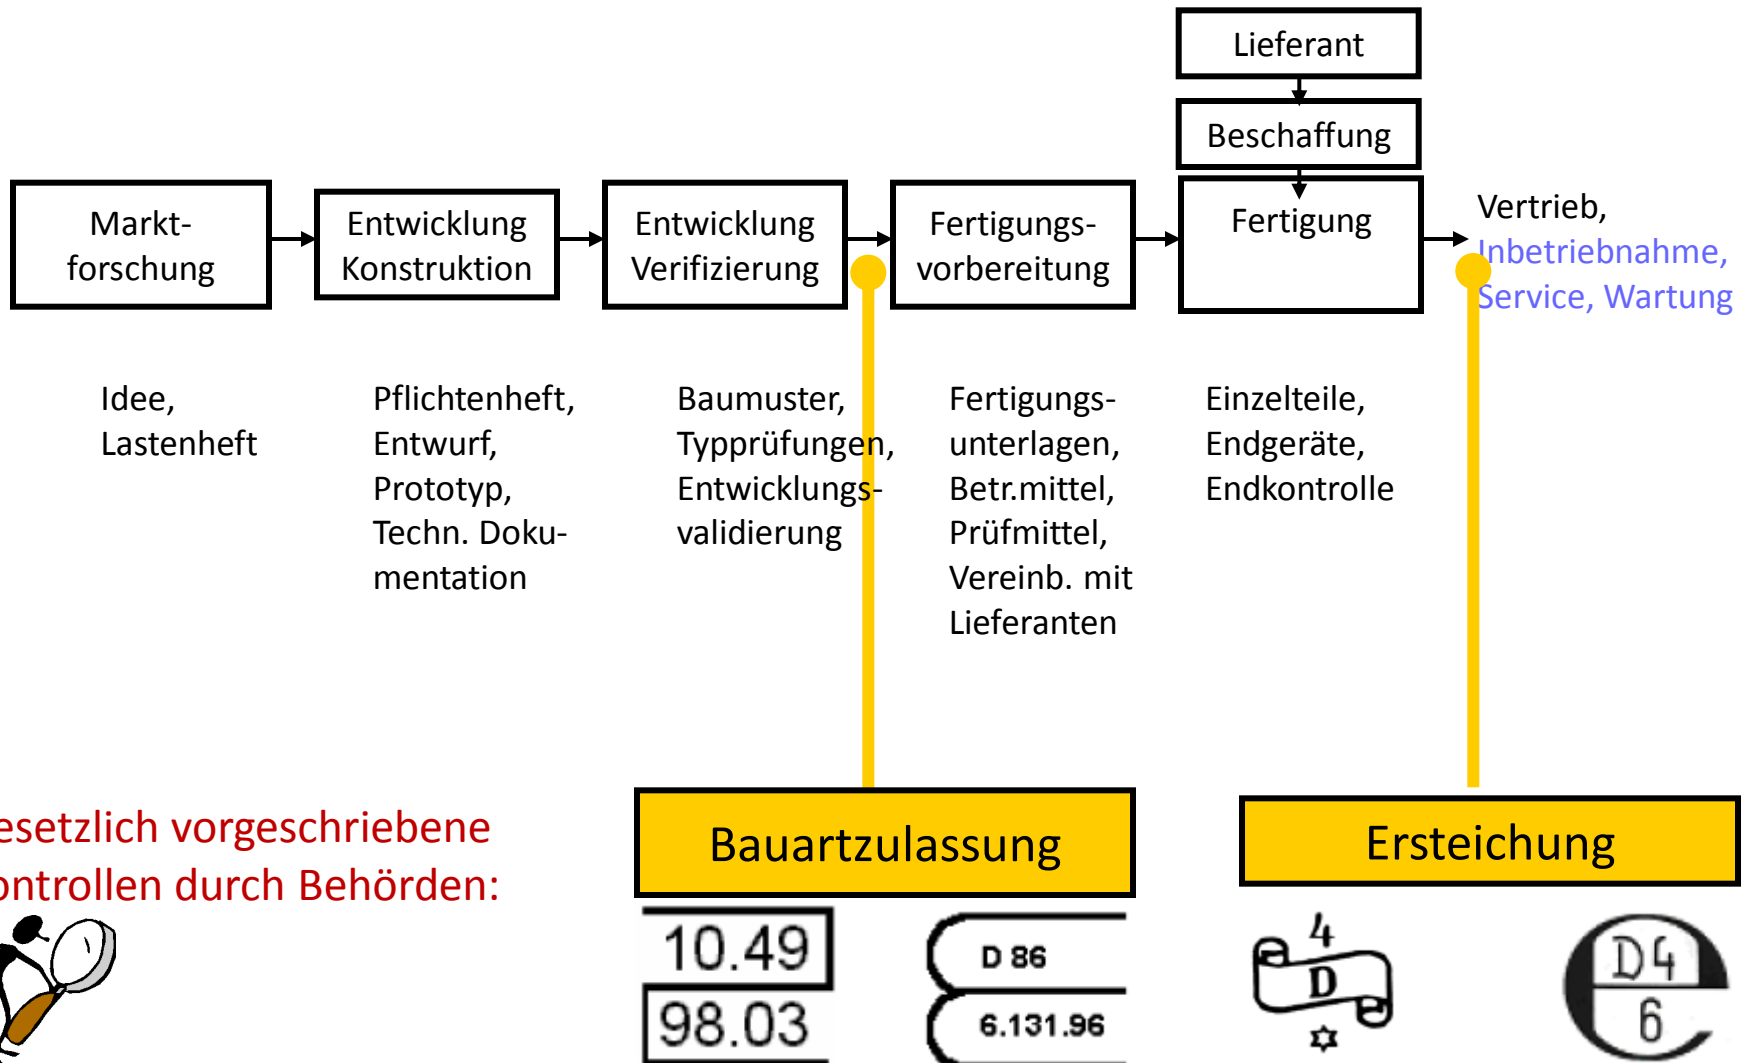 Lieferant
Beschaffung
Markt-
forschung
Entwicklung
Konstruktion
Entwicklung
Verifizierung
Fertigungs-
vorbereitung
Fertigung
Vertrieb,
Inbetriebnahme,
Service, Wartung
Idee,
Lastenheft
Pflichtenheft,
Entwurf,
Prototyp,
Techn. Doku-
mentation
Baumuster,
Typprüfungen,
Entwicklungs-
validierung
Fertigungs-
unterlagen,
Betr.mittel,
Prüfmittel,
Vereinb. mit
Lieferanten
Einzelteile,
Endgeräte,
Endkontrolle
esetzlich vorgeschriebene
ontrollen durch Behörden:
Bauartzulassung
Ersteichung
10.49
98.03
D 86
6.131.96
4
D
D4
6